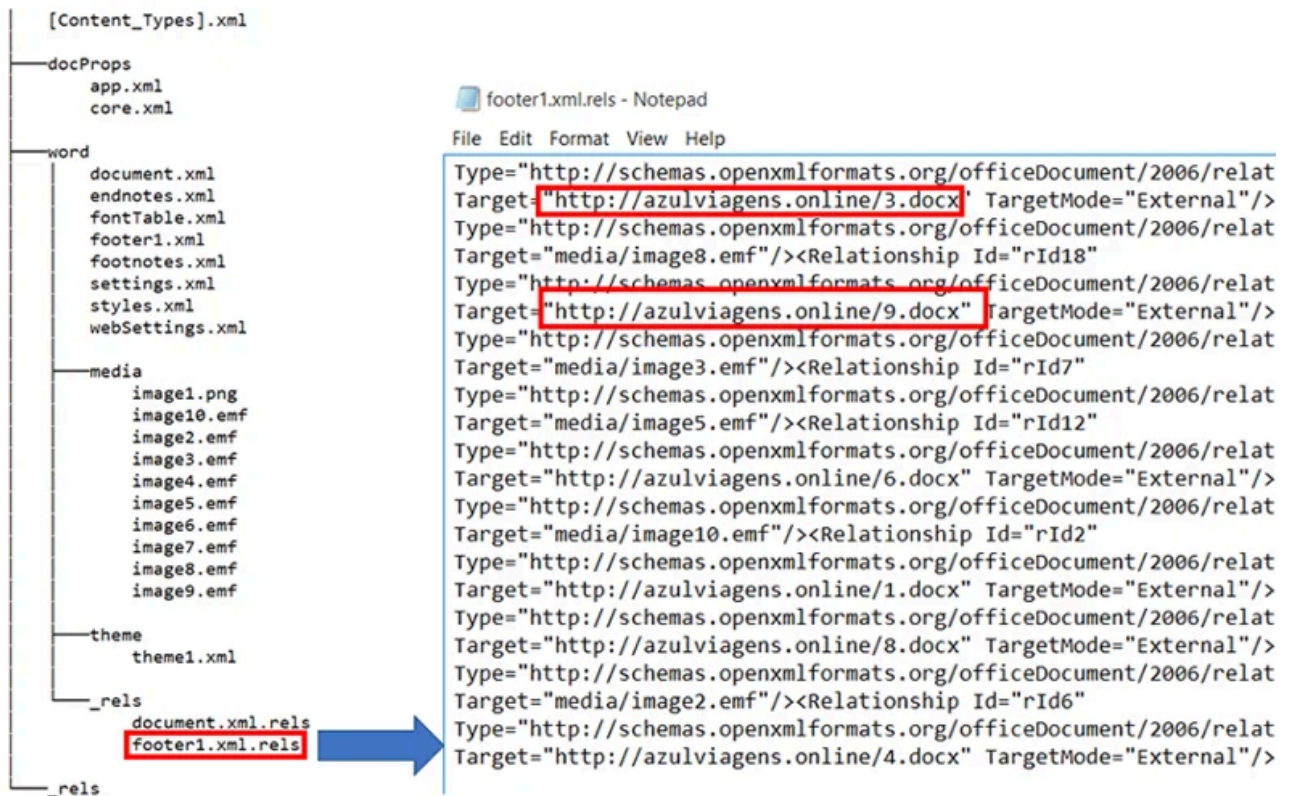 [Content_Types].xml
docProps
app.xml
core.xml
word
document.xml
endnotes.xml
fontTable.xml
footer1.xml
footnotes.xml
settings.xml
styles.xml
webSettings.xml
media
image1.png
image10.emf
image2.emf
image3.emf
image4.emf
image5.emf
image6.emf
image7.emf
image8.emf
image9.emf
theme
theme1.xml
_rels
document.xml.rels
footer1.xml.rels
_rels
footer1.xml.rels - Notepad
File Edit Format View Help
Type="http://schemas.openxmlformats.org/officeDocument/2006/relat
Target="http://azulviagens.online/3.docx" TargetMode="External"/>
Type="http://schemas.openxmlformats.org/officeDocument/2006/relat
Target="media/image8.emf"/><Relationship Id="rId18"
Type="http://schemas.openxmlformats.org/officeDocument/2006/relat
Target="http://azulviagens.online/9.docx" TargetMode="External"/>
Type="http://schemas.openxmlformats.org/officeDocument/2006/relat
Target="media/image3.emf"/><Relationship Id="rId7"
Type="http://schemas.openxmlformats.org/officeDocument/2006/relat
Target="media/image5.emf"/><Relationship Id="rId12"
Type="http://schemas.openxmlformats.org/officeDocument/2006/relat
Target="http://azulviagens.online/6.docx" TargetMode="External"/>
Type="http://schemas.openxmlformats.org/officeDocument/2006/relat
Target="media/image10.emf"/><Relationship Id="rId2"
Type="http://schemas.openxmlformats.org/officeDocument/2006/relat
Target="http://azulviagens.online/1.docx" TargetMode="External"/>
Type="http://schemas.openxmlformats.org/officeDocument/2006/relat
Target="http://azulviagens.online/8.docx" TargetMode="External"/>
Type="http://schemas.openxmlformats.org/officeDocument/2006/relat
Target="media/image2.emf"/><Relationship Id="rId6"
Type="http://schemas.openxmlformats.org/officeDocument/2006/relat
Target="http://azulviagens.online/4.docx" TargetMode="External"/>